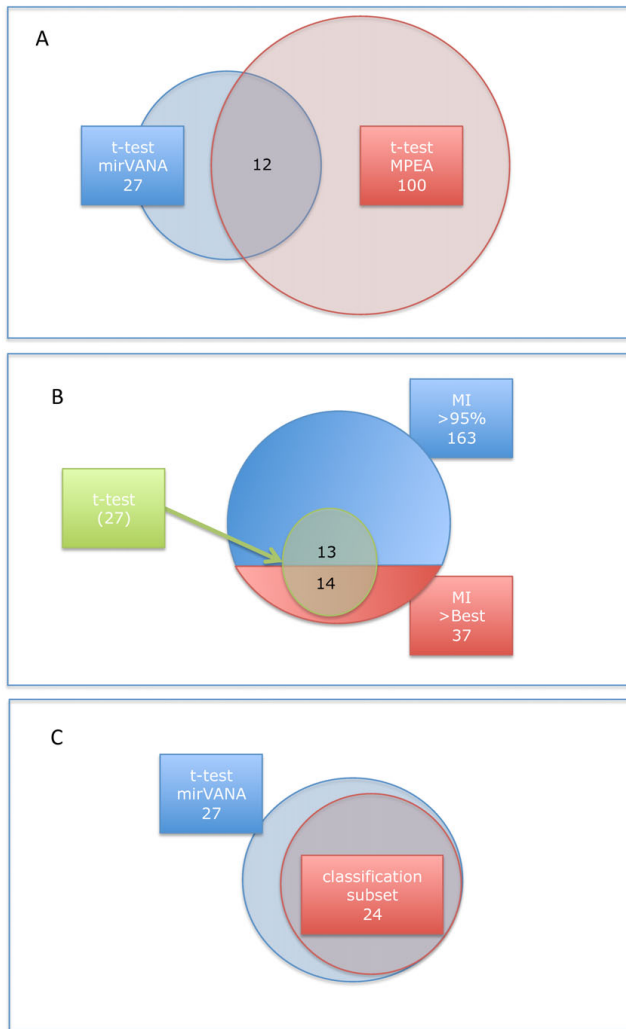 A
t-test
mirVANA
27
12
t-test
MPEA
100
B
MI
>95%
163
t-test
(27)
13
14
MI
>Best
37
C
t-test
mirVANA
27
classification
subset
24